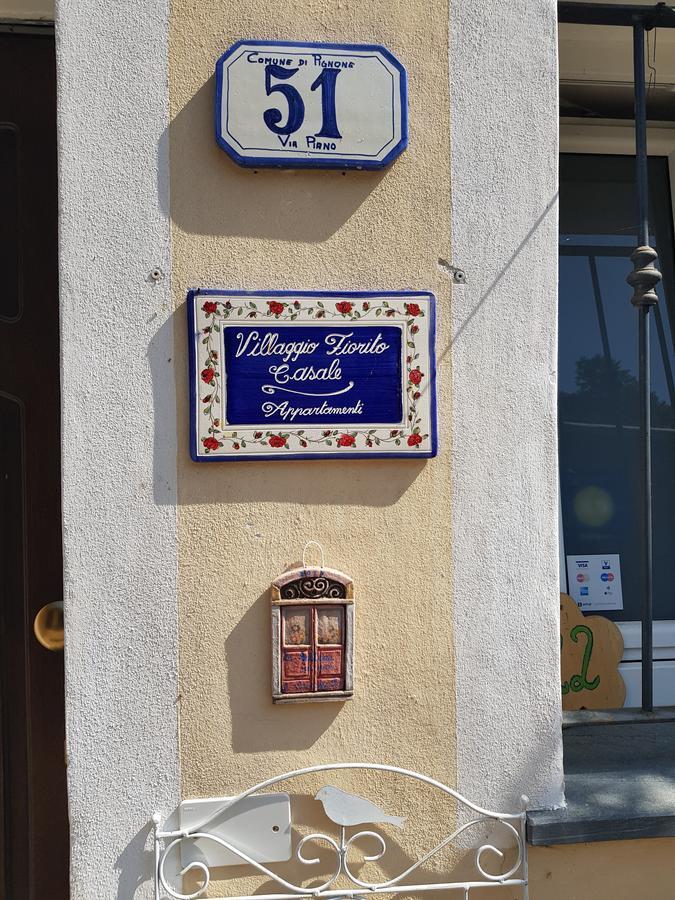 Comune di Pignone
51
Via Piano
Villaggio Fiorito
Casale
Appartamenti
VISA